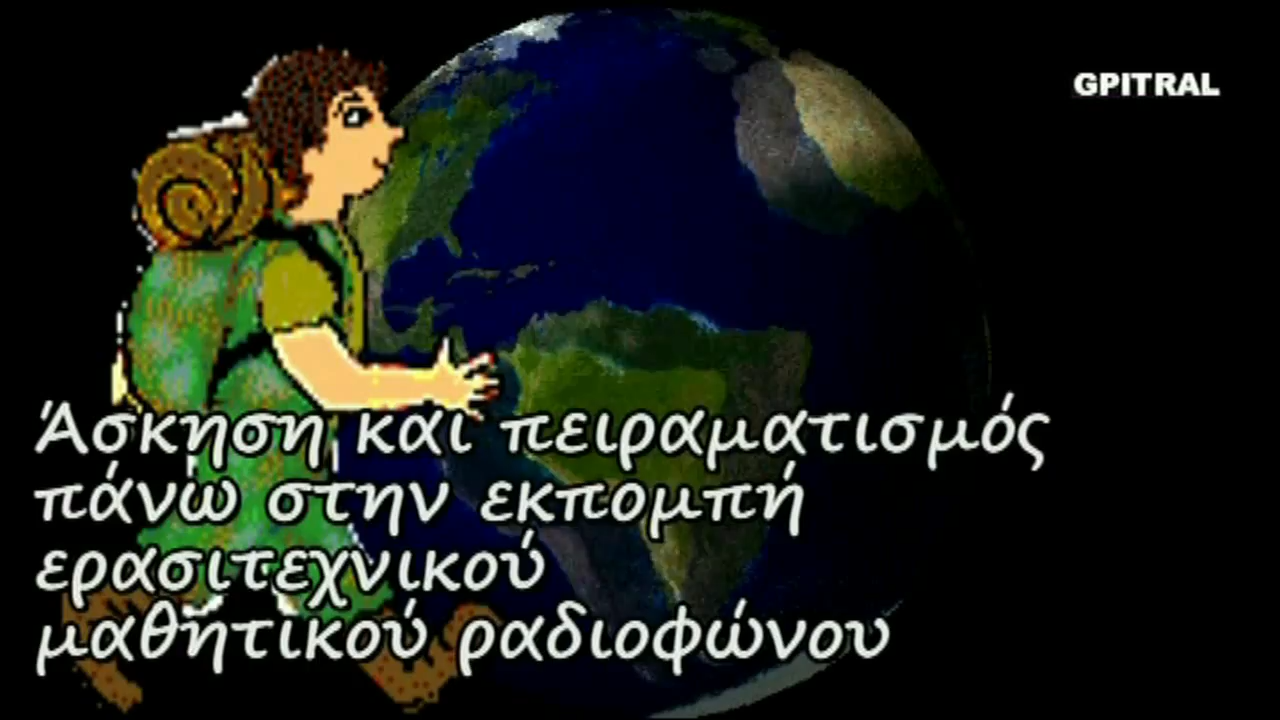 GPITRAL
Άσκηση και πειραματισμός
πάνω στην εκπομπή
ερασιτεχνικού
μαθητικού ραδιοφώνου